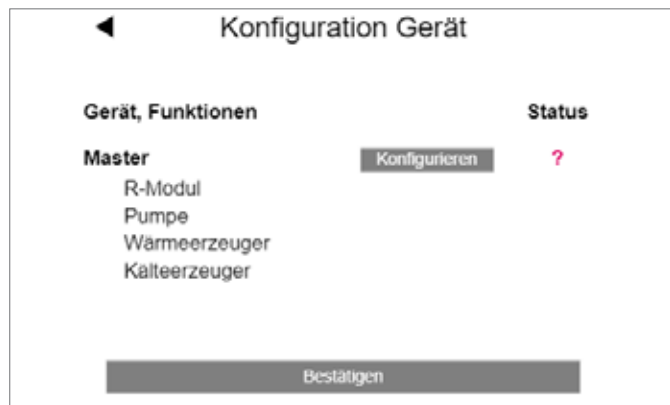 Konfiguration Gerät
Gerät, Funktionen Status
Master Konfigurieren ?
R-Modul
Pumpe
Wärmeerzeuger
Kälteerzeuger
Bestätigen